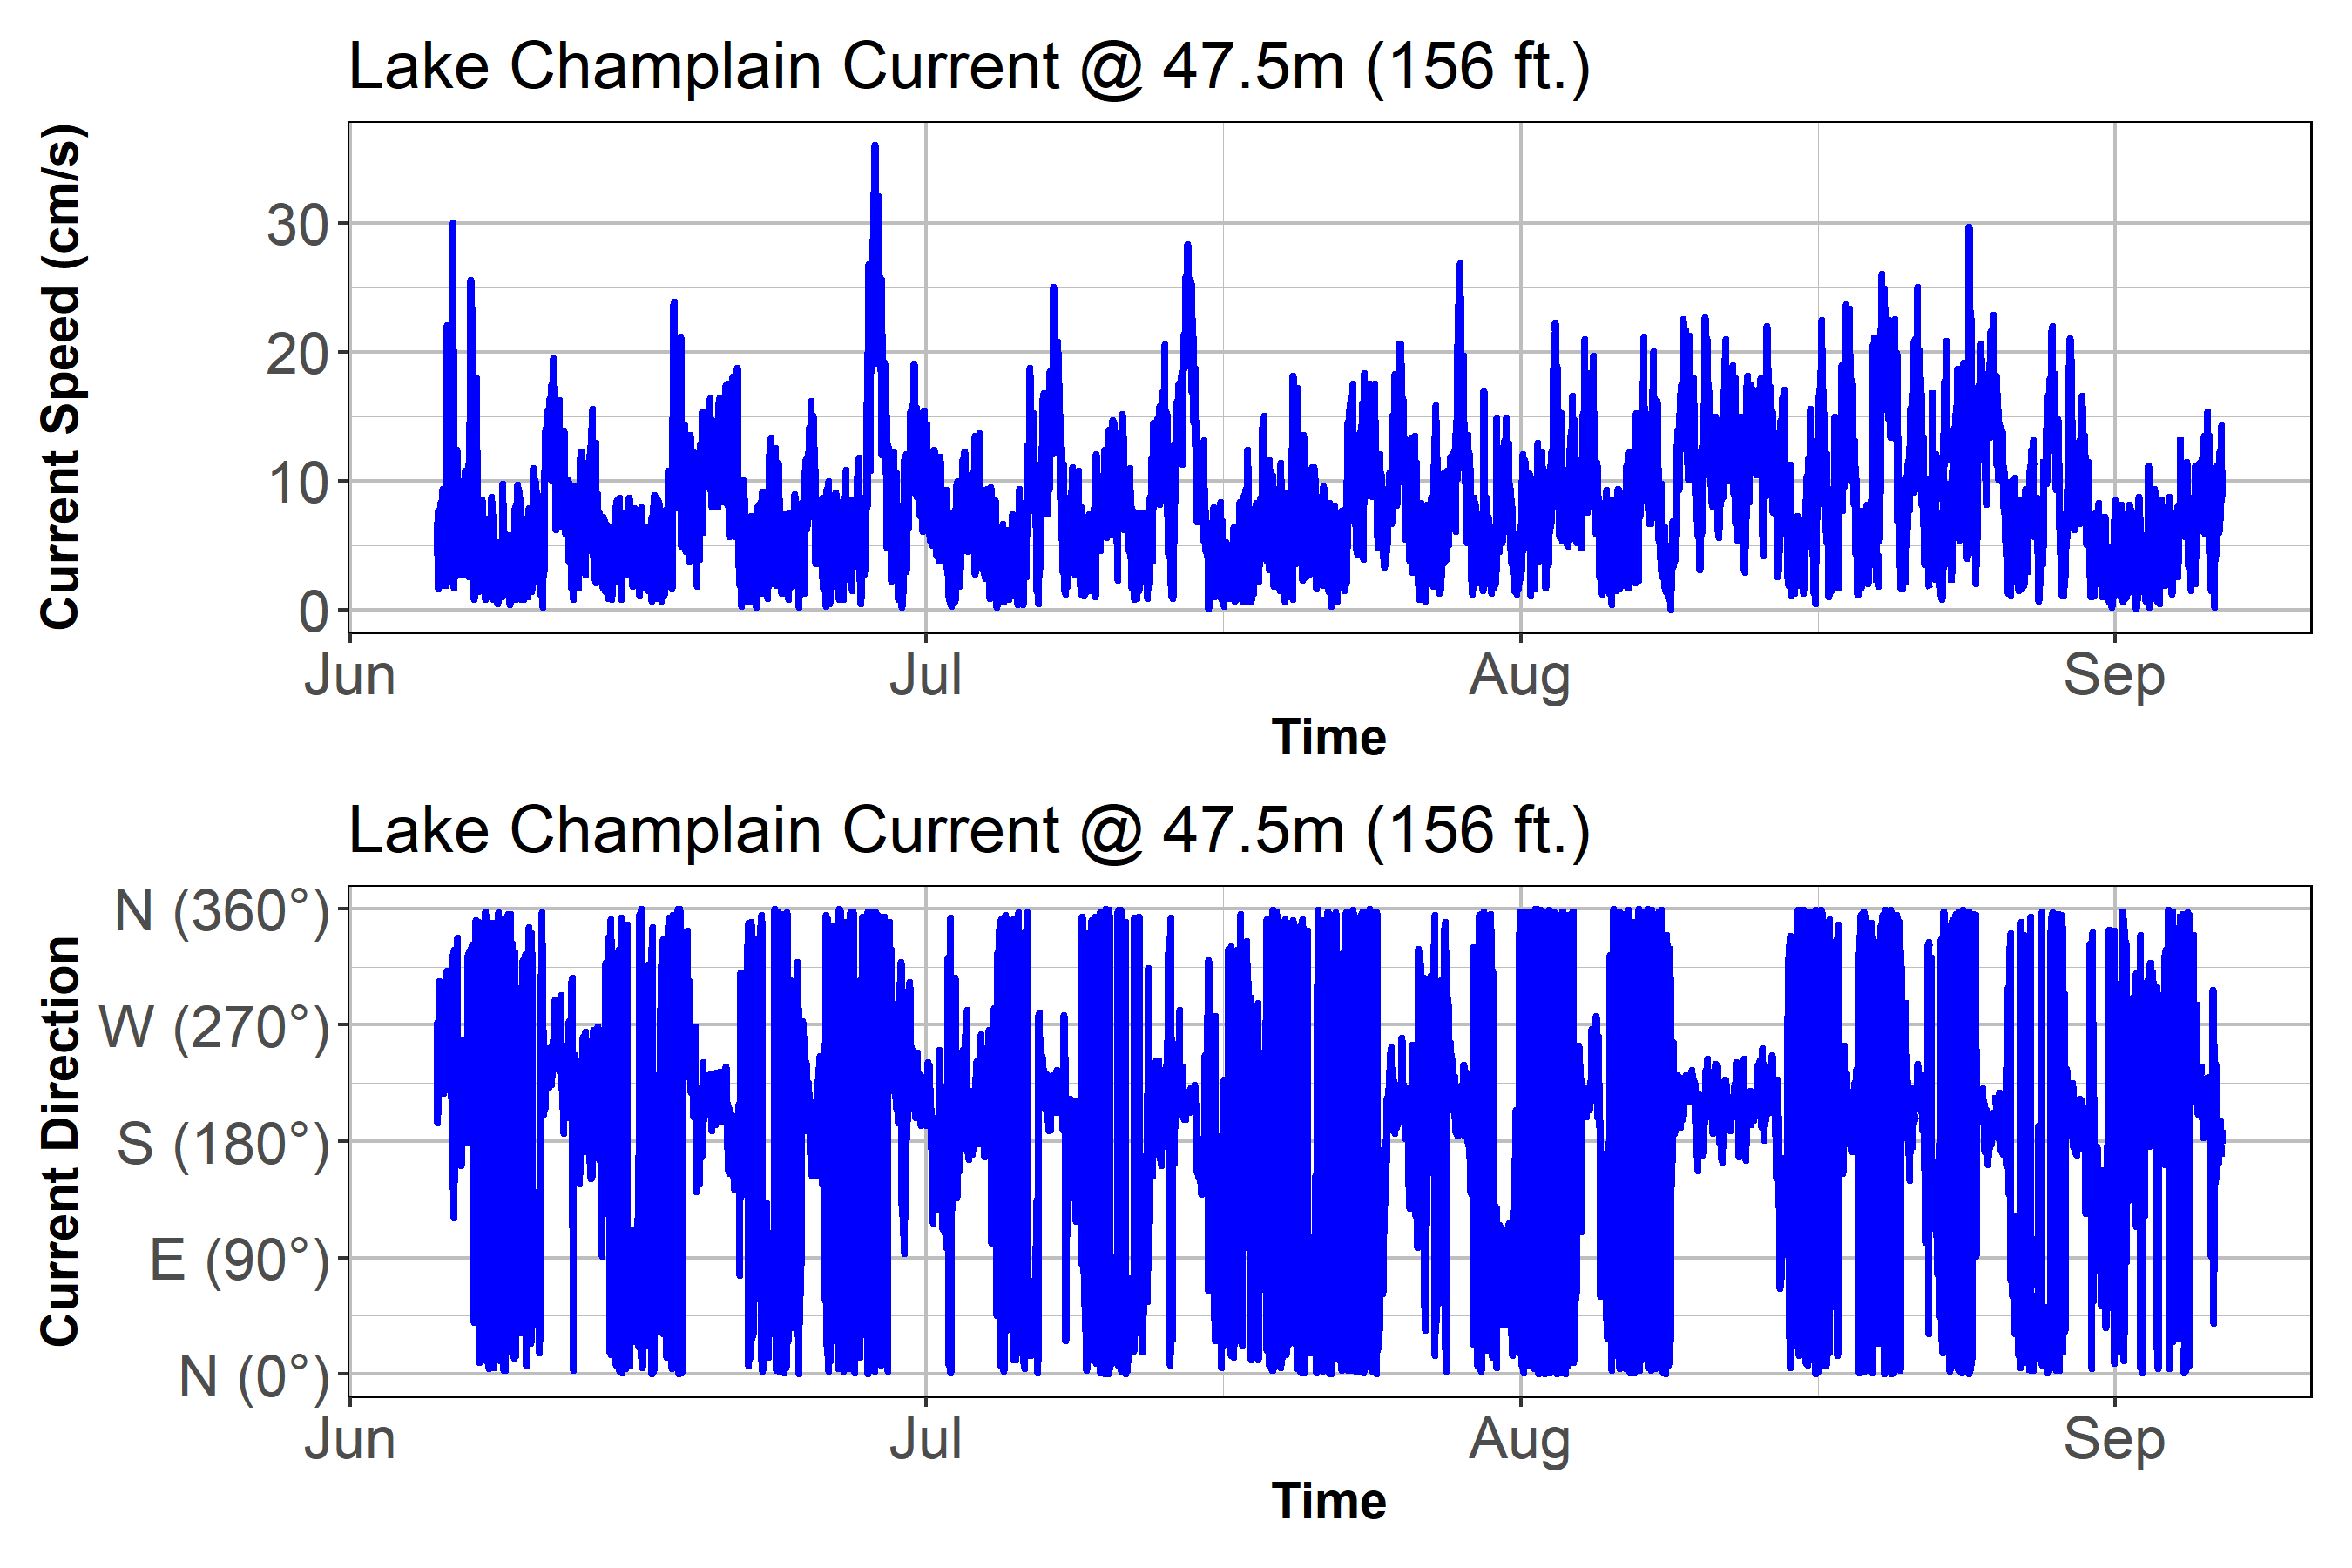 Lake Champlain Current @ 47.5m (156 ft.)
Current Speed (cm/s)
30
20
10
0
Jun Jul Aug Sep
Time
Lake Champlain Current @ 47.5m (156 ft.)
Current Direction
N (360°)
W (270°)
S (180°)
E (90°)
N (0°)
Jun Jul Aug Sep
Time